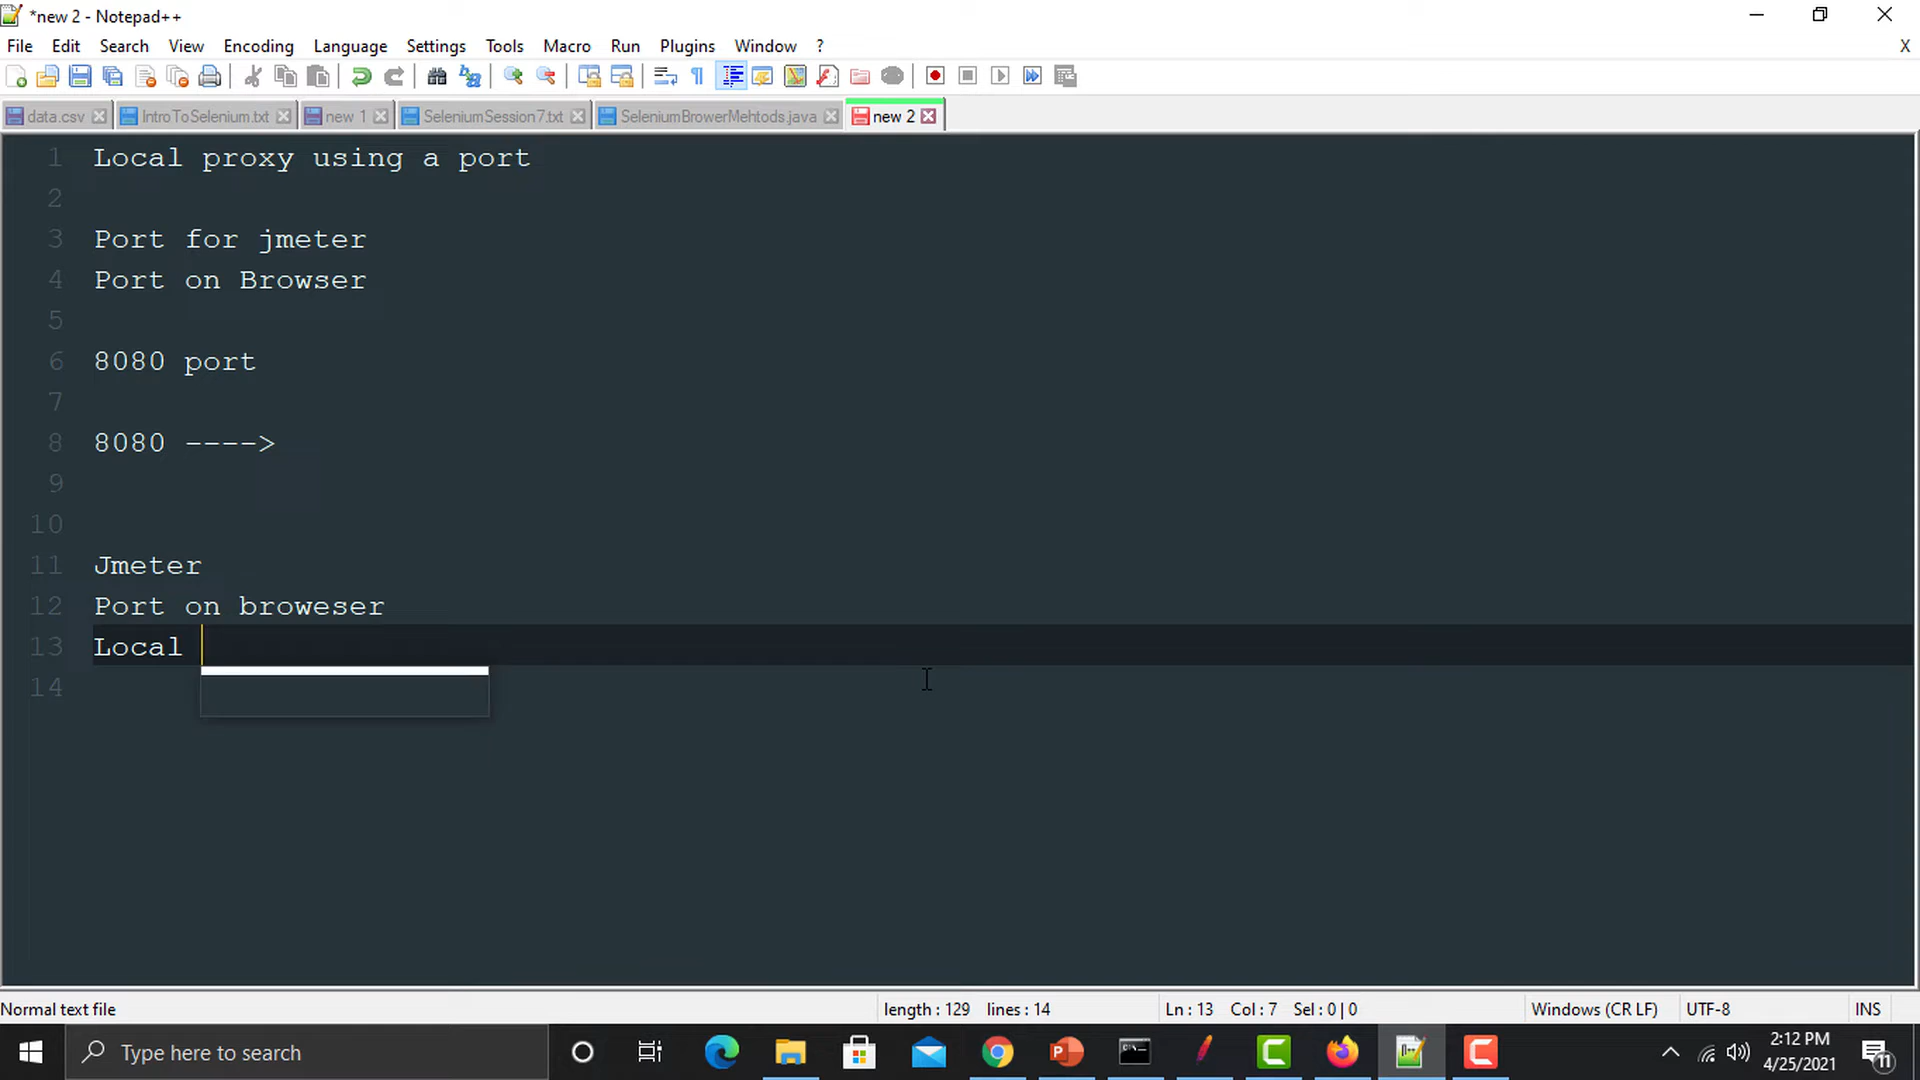 *new 2 - Notepad++
File Edit Search View Encoding Language Settings Tools Macro Run Plugins Window ? X
data.csv IntroToSelenium.txt new 1 SeleniumSession7.txt SeleniumBrowerMehtods.java new 2
1 Local proxy using a port
2
3 Port for jmeter
4 Port on Browser
5
6 8080 port
7
8 8080 ---->
9
10
11 Jmeter
12 Port on broweser
13 Local
14
Normal text file length : 129 lines : 14 Ln : 13 Col : 7 Sel : 0 | 0 Windows (CR LF) UTF-8 INS
Type here to search
2:12 PM
4/25/2021
11